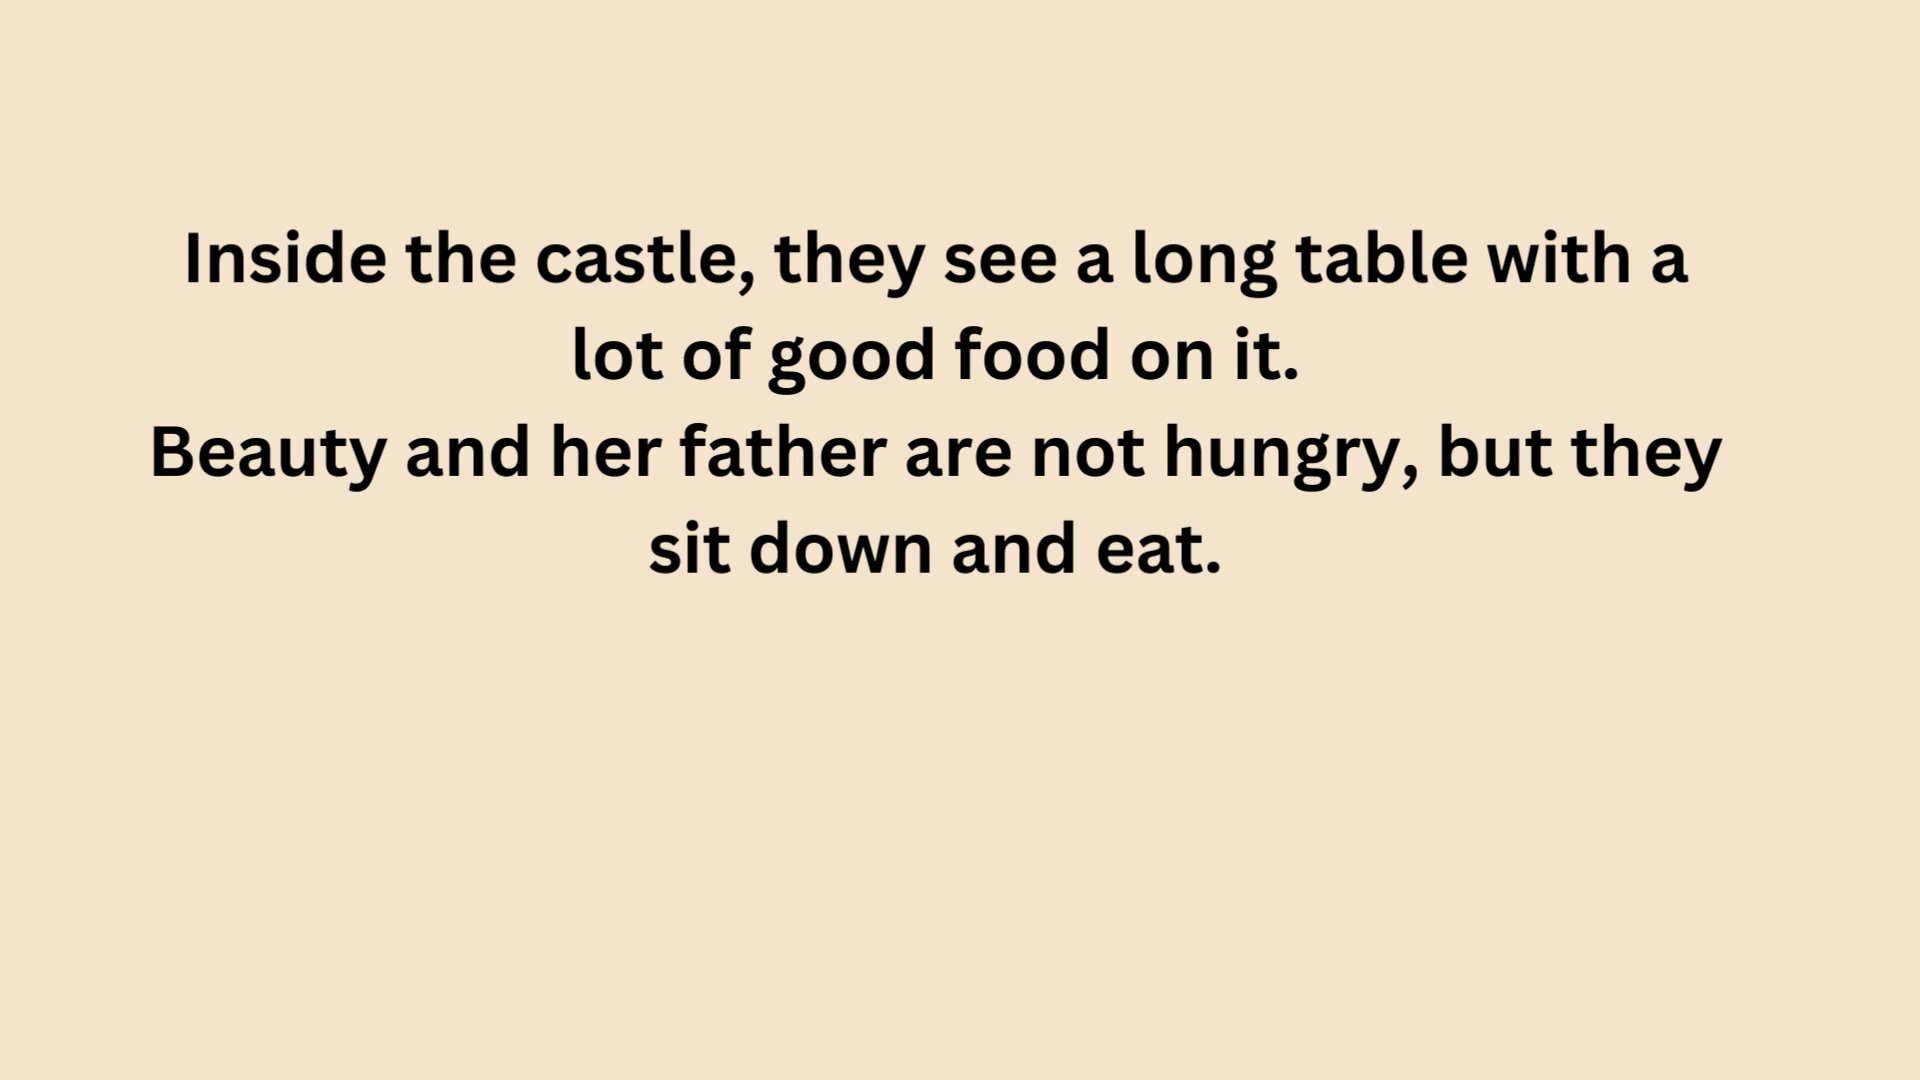 Inside the castle, they see a long table with a
lot of good food on it.
Beauty and her father are not hungry, but they
sit down and eat.